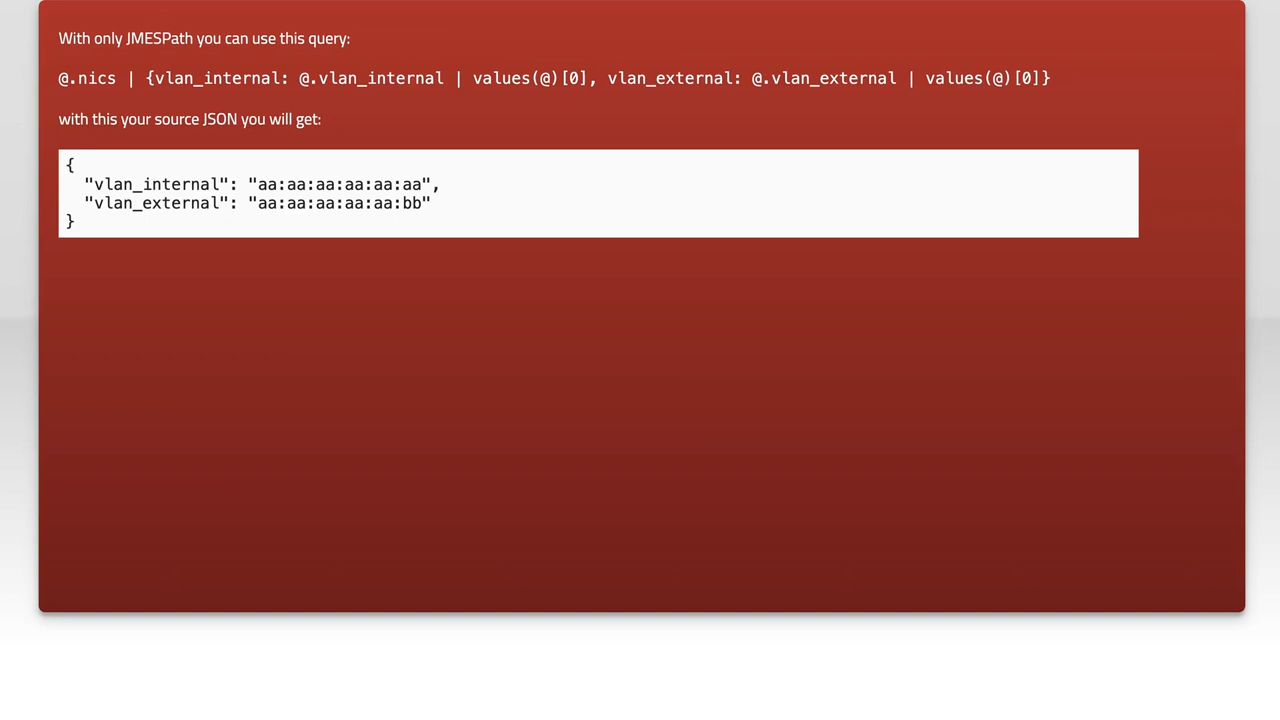 With only JMESPath you can use this query:
@.nics | {vlan_internal: @.vlan_internal | values(@)[0], vlan_external: @.vlan_external | values(@)[0]}
with this your source JSON you will get:
{
  "vlan_internal": "aa:aa:aa:aa:aa:aa",
  "vlan_external": "aa:aa:aa:aa:aa:bb"
}